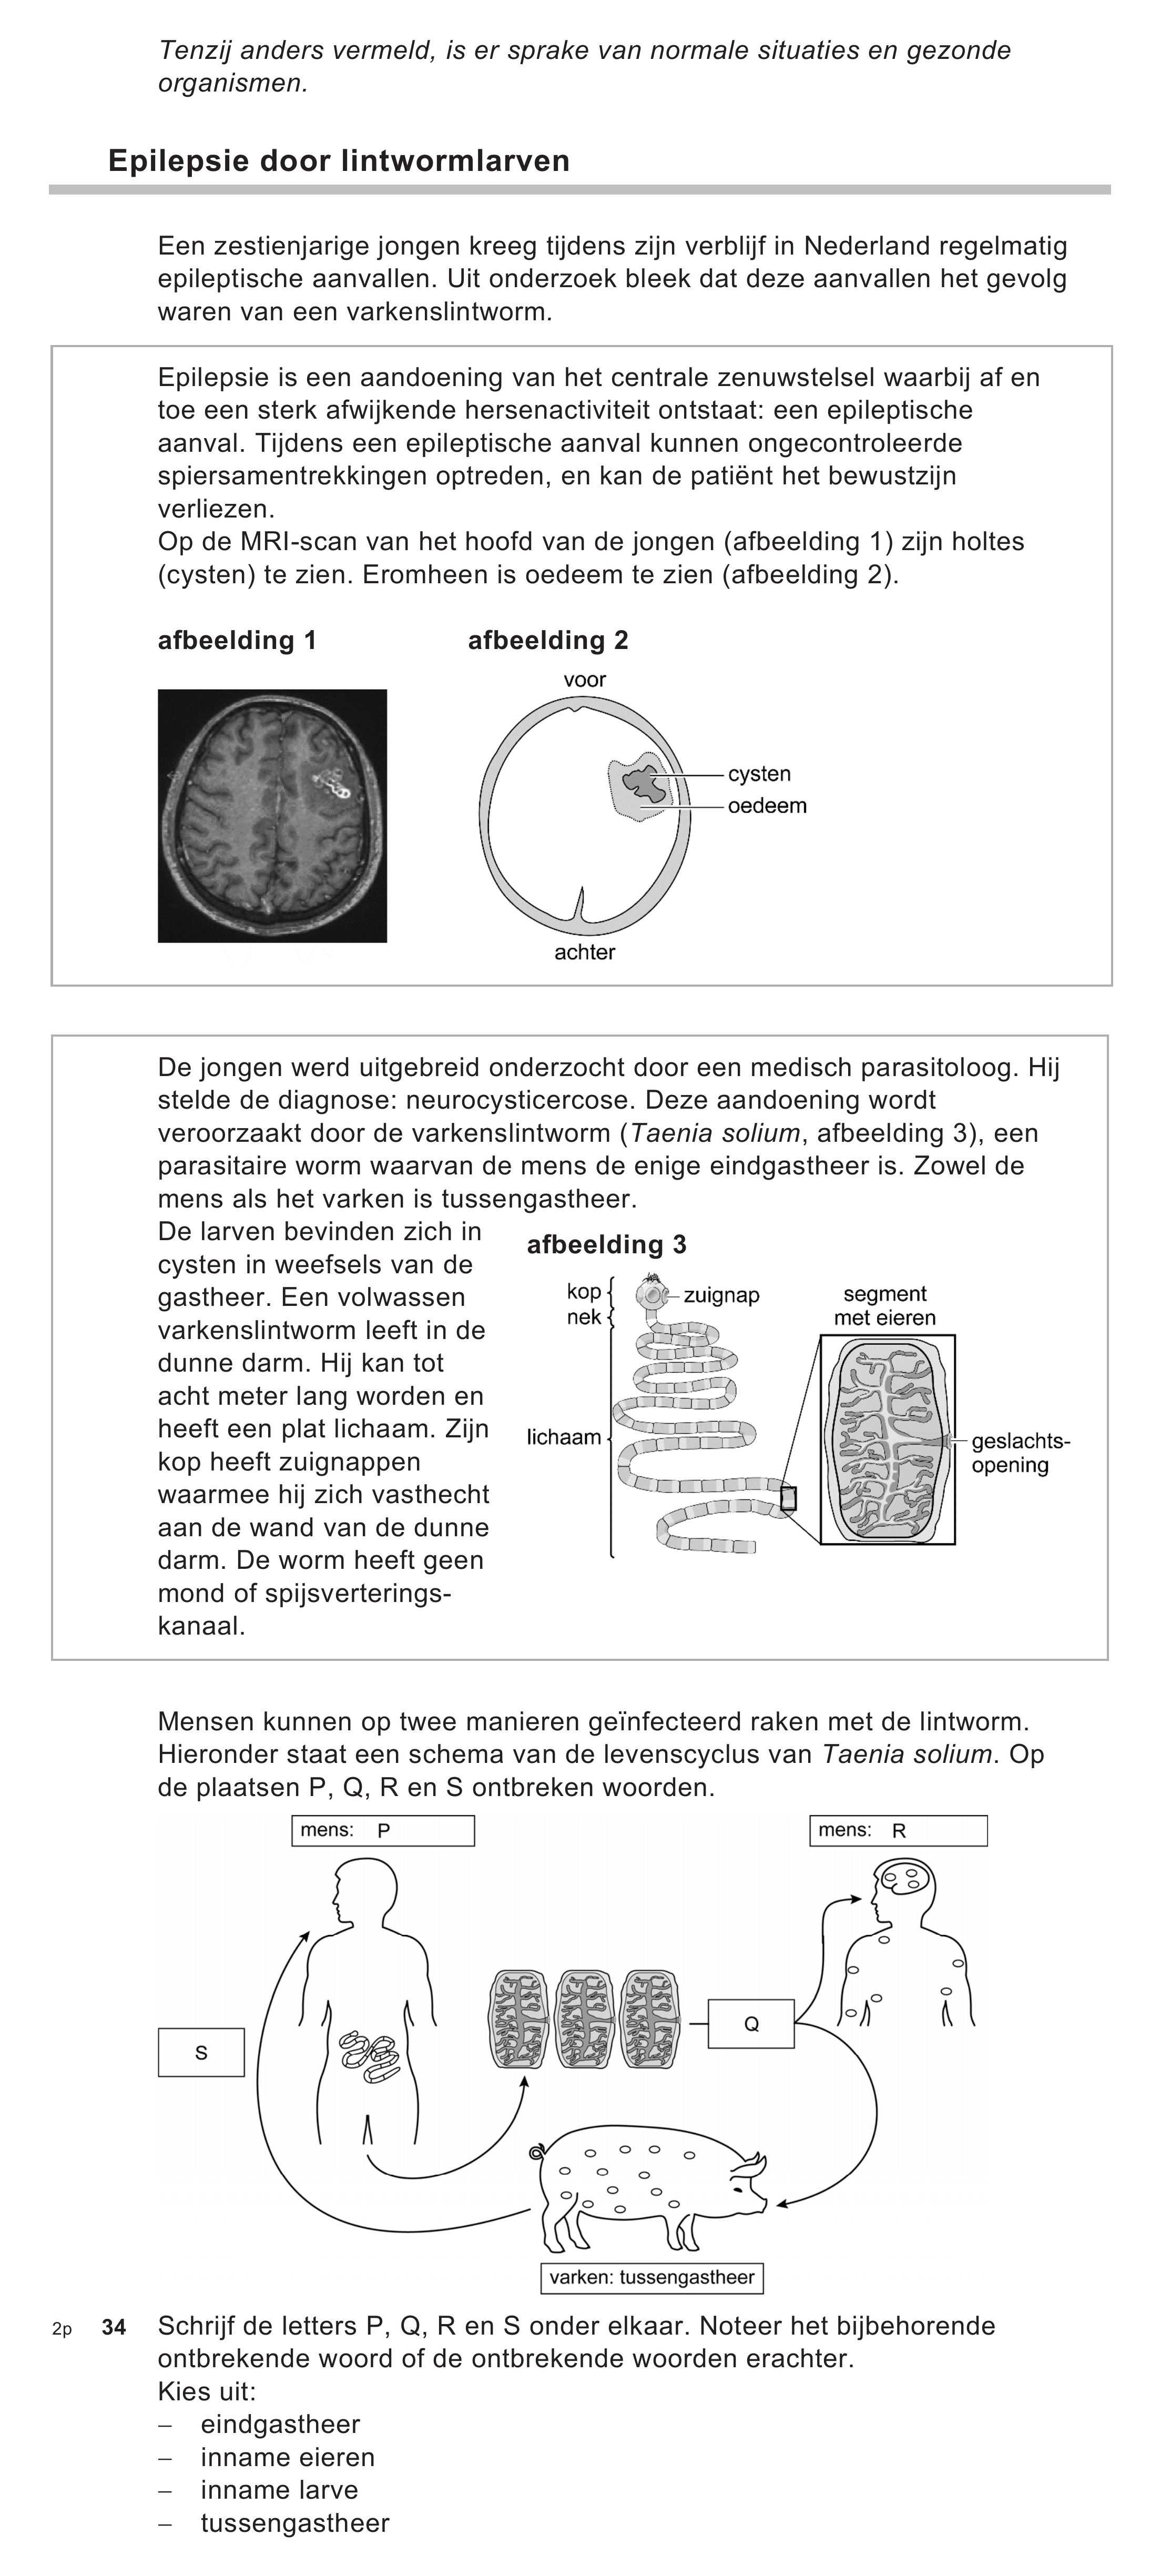 Tenzij anders vermeld, is er sprake van normale situaties en gezonde
organismen.
Epilepsie door lintwormlarven
Een zestienjarige jongen kreeg tijdens zijn verblijf in Nederland regelmatig
epileptische aanvallen. Uit onderzoek bleek dat deze aanvallen het gevolg
waren van een varkenslintworm.
Epilepsie is een aandoening van het centrale zenuwstelsel waarbij af en
toe een sterk afwijkende hersenactiviteit ontstaat: een epileptische
aanval. Tijdens een epileptische aanval kunnen ongecontroleerde
spiersamentrekkingen optreden, en kan de patiënt het bewustzijn
verliezen.
Op de MRI-scan van het hoofd van de jongen (afbeelding 1) zijn holtes
(cysten) te zien. Eromheen is oedeem te zien (afbeelding 2).
afbeelding 1
afbeelding 2
voor
cysten
oedeem
achter
De jongen werd uitgebreid onderzocht door een medisch parasitoloog. Hij
stelde de diagnose: neurocysticercose. Deze aandoening wordt
veroorzaakt door de varkenslintworm (Taenia solium, afbeelding 3), een
parasitaire worm waarvan de mens de enige eindgastheer is. Zowel de
mens als het varken is tussengastheer.
De larven bevinden zich in
cysten in weefsels van de
gastheer. Een volwassen
varkenslintworm leeft in de
dunne darm. Hij kan tot
acht meter lang worden en
heeft een plat lichaam. Zijn
kop heeft zuignappen
waarmee hij zich vasthecht
aan de wand van de dunne
darm. De worm heeft geen
mond of spijsverterings-
kanaal.
afbeelding 3
kop
nek
zuignap
segment
met eieren
lichaam
geslachts-
opening
Mensen kunnen op twee manieren geïnfecteerd raken met de lintworm.
Hieronder staat een schema van de levenscyclus van Taenia solium. Op
de plaatsen P, Q, R en S ontbreken woorden.
mens: P
mens: R
Q
S
varken: tussengastheer
2p 34 Schrijf de letters P, Q, R en S onder elkaar. Noteer het bijbehorende
ontbrekende woord of de ontbrekende woorden erachter.
Kies uit:
– eindgastheer
– inname eieren
– inname larve
– tussengastheer